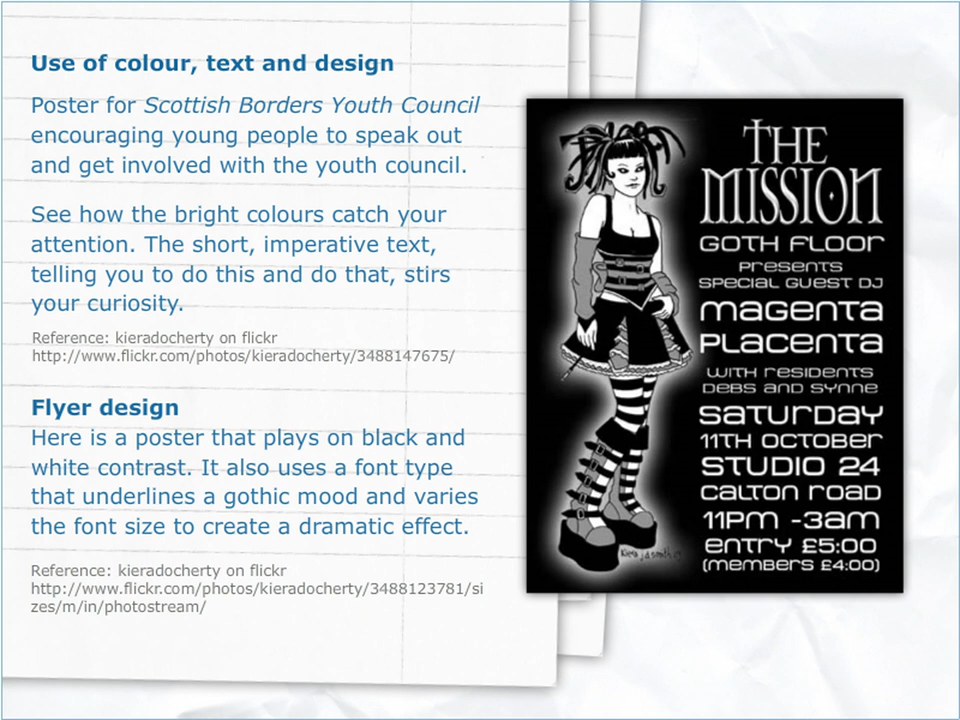 Use of colour, text and design
Poster for Scottish Borders Youth Council
encouraging young people to speak out
and get involved with the youth council.
See how the bright colours catch your
attention. The short, imperative text,
telling you to do this and do that, stirs
your curiosity.
Reference: kieradocherty on flickr
http://www.flickr.com/photos/kieradocherty/3488147675/
Flyer design
Here is a poster that plays on black and
white contrast. It also uses a font type
that underlines a gothic mood and varies
the font size to create a dramatic effect.
Reference: kieradocherty on flickr
http://www.flickr.com/photos/kieradocherty/3488123781/si
zes/m/in/photostream/
THE
MISSION
GOTH FLOOR
PRESENTS
SPECIAL GUEST DJ
MAGENTA
PLACENTA
WITH RESIDENTS
DEBS AND SYNNE
SATURDAY
11TH OCTOBER
STUDIO 24
CALTON ROAD
11PM -3AM
ENTRY £5:00
(MEMBERS £4:00)